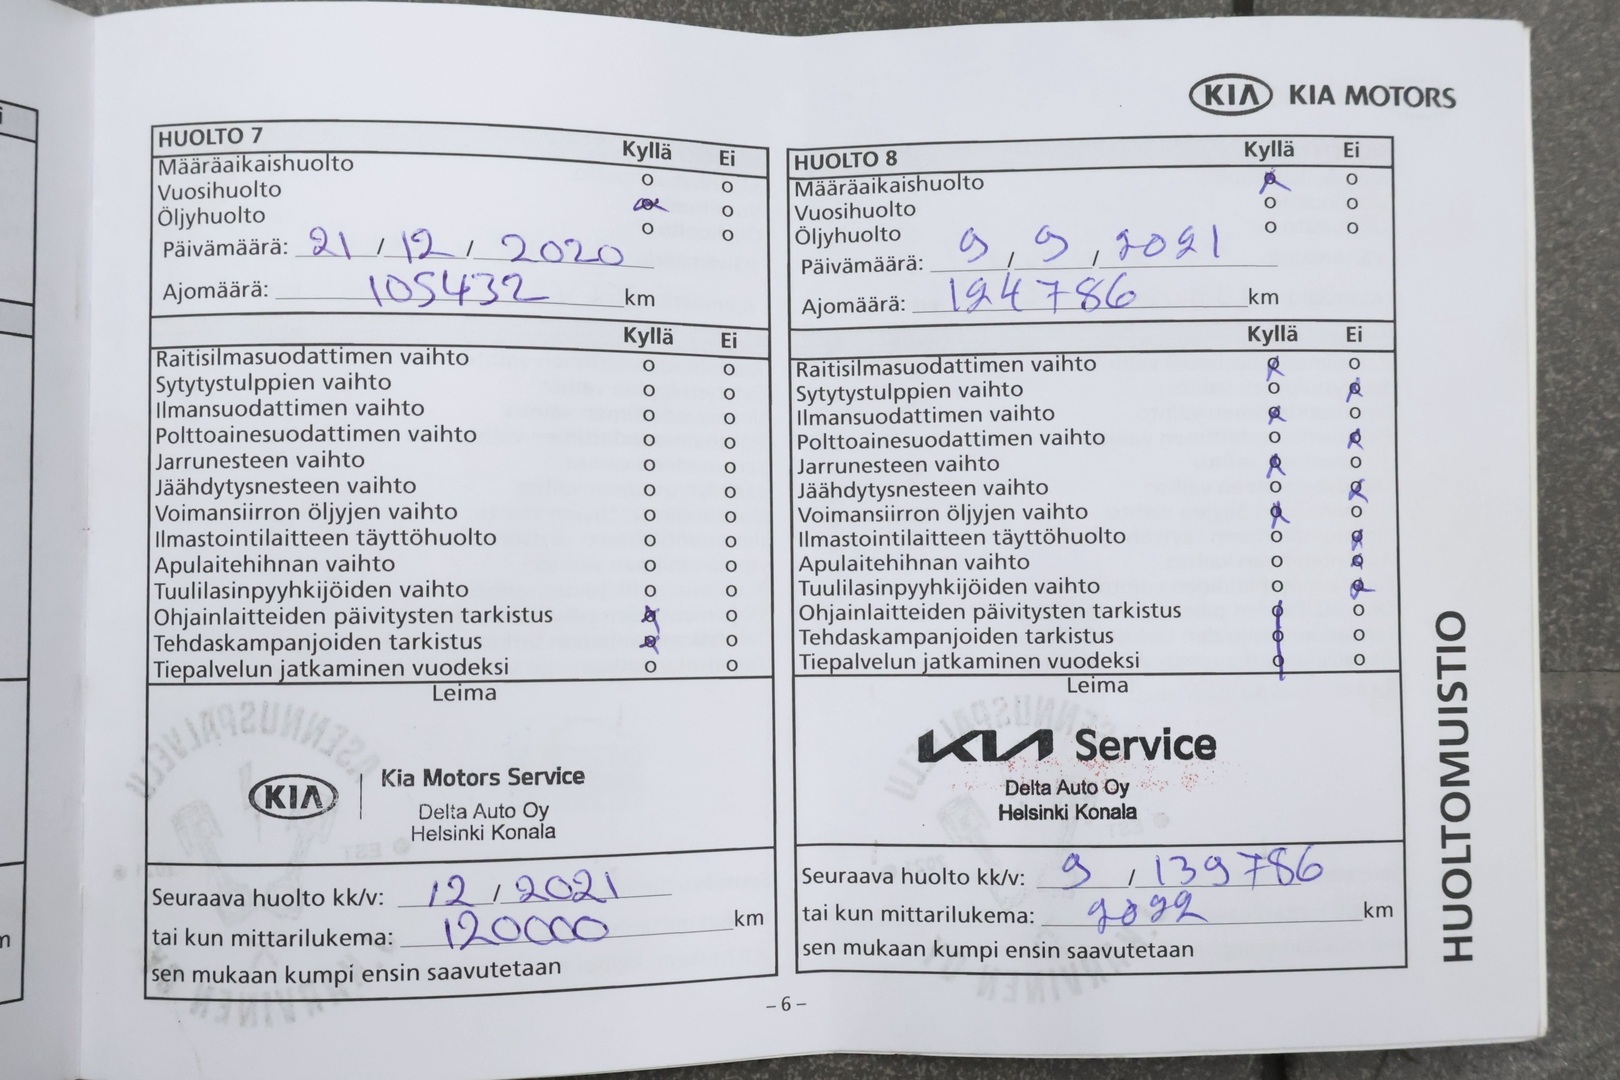 KIA KIA MOTORS
HUOLTO 7
Kyllä Ei
Määräaikaishuolto o o
Vuosihuolto o o
Öljyhuolto o o
Päivämäärä: 21 / 12 / 2020
Ajomäärä: 105432 km
Kyllä Ei
Raitisilmasuodattimen vaihto o o
Sytytystulppien vaihto o o
Ilmansuodattimen vaihto o o
Polttoainesuodattimen vaihto o o
Jarrunesteen vaihto o o
Jäähdytysnesteen vaihto o o
Voimansiirron öljyjen vaihto o o
Ilmastointilaitteen täyttöhuolto o o
Apulaitehihnan vaihto o o
Tuulilasinpyyhkijöiden vaihto o o
Ohjainlaitteiden päivitysten tarkistus o o
Tehdaskampanjoiden tarkistus o o
Tiepalvelun jatkaminen vuodeksi o o
Leima
KIA | Kia Motors Service
Delta Auto Oy
Helsinki Konala
Seuraava huolto kk/v: 12 / 2021
tai kun mittarilukema: 120000 km
sen mukaan kumpi ensin saavutetaan
HUOLTO 8
Kyllä Ei
Määräaikaishuolto o o
Vuosihuolto o o
Öljyhuolto o o
Päivämäärä: 9 / 9 / 2021
Ajomäärä: 124786 km
Kyllä Ei
Raitisilmasuodattimen vaihto o o
Sytytystulppien vaihto o o
Ilmansuodattimen vaihto o o
Polttoainesuodattimen vaihto o o
Jarrunesteen vaihto o o
Jäähdytysnesteen vaihto o o
Voimansiirron öljyjen vaihto o o
Ilmastointilaitteen täyttöhuolto o o
Apulaitehihnan vaihto o o
Tuulilasinpyyhkijöiden vaihto o o
Ohjainlaitteiden päivitysten tarkistus o o
Tehdaskampanjoiden tarkistus o o
Tiepalvelun jatkaminen vuodeksi o o
Leima
KIA Service
Delta Auto Oy
Helsinki Konala
Seuraava huolto kk/v: 9 / 139786
tai kun mittarilukema: 2022 km
sen mukaan kumpi ensin saavutetaan
HUOLTOMUISTIO
– 6 –